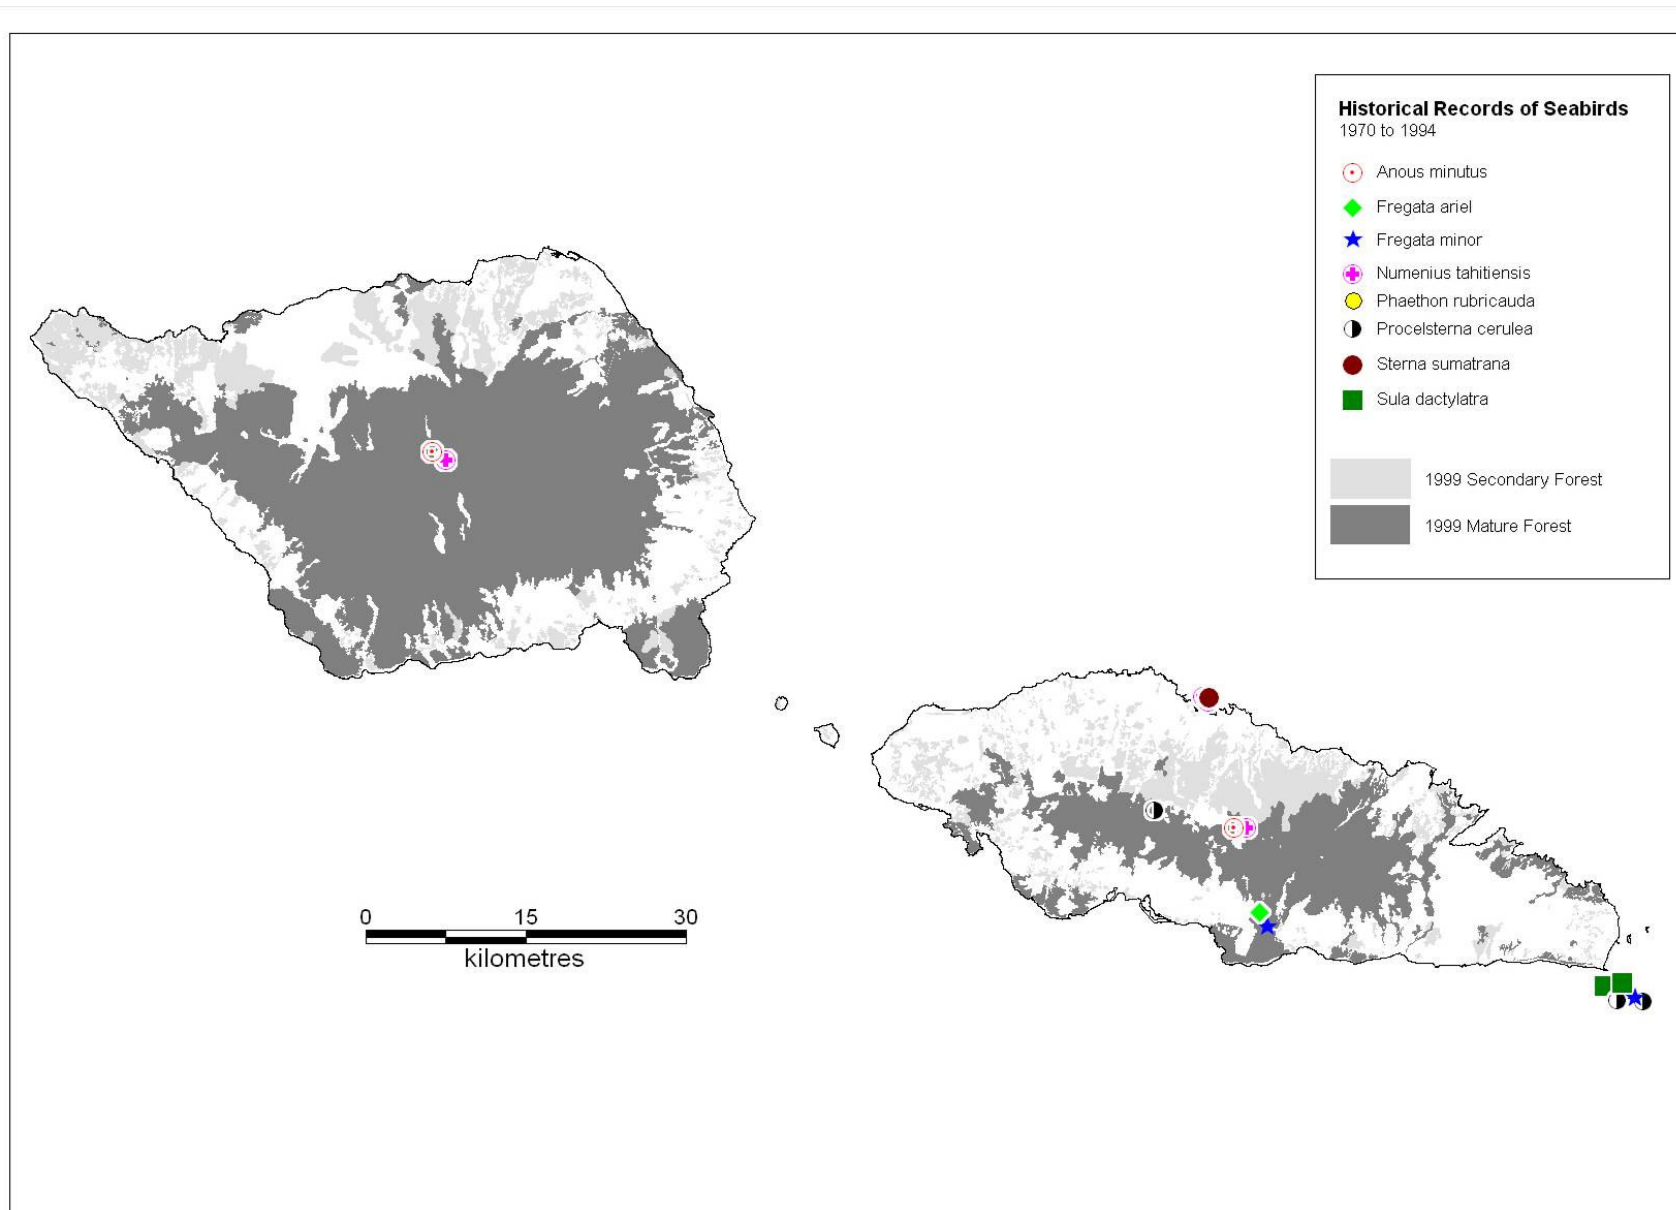 Historical Records of Seabirds
1970 to 1994
Anous minutus
Fregata ariel
Fregata minor
Numenius tahitiensis
Phaethon rubricauda
Procelsterna cerulea
Sterna sumatrana
Sula dactylatra
1999 Secondary Forest
1999 Mature Forest
0 15 30
kilometres